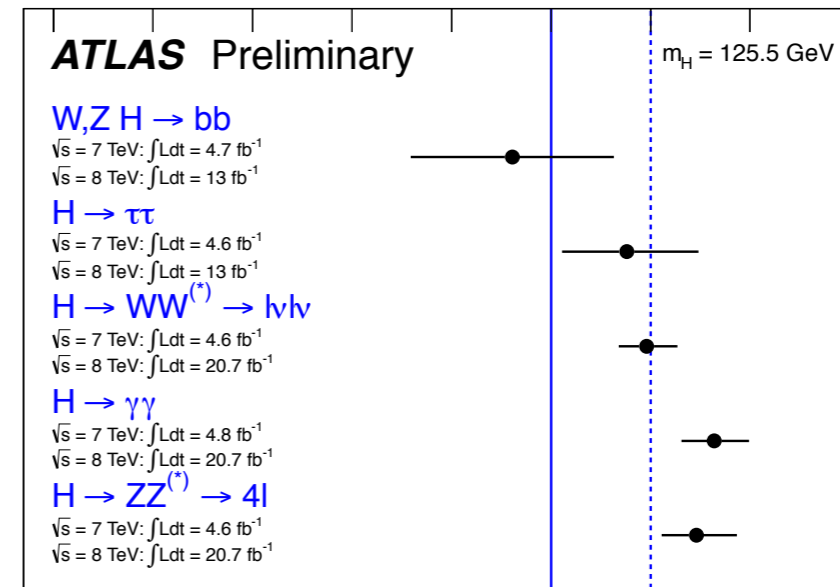 ATLAS Preliminary
m_H = 125.5 GeV
W,Z H → bb
√s = 7 TeV: ∫Ldt = 4.7 fb⁻¹
√s = 8 TeV: ∫Ldt = 13 fb⁻¹
H → ττ
√s = 7 TeV: ∫Ldt = 4.6 fb⁻¹
√s = 8 TeV: ∫Ldt = 13 fb⁻¹
H → WW⁽*⁾ → lνlν
√s = 7 TeV: ∫Ldt = 4.6 fb⁻¹
√s = 8 TeV: ∫Ldt = 20.7 fb⁻¹
H → γγ
√s = 7 TeV: ∫Ldt = 4.8 fb⁻¹
√s = 8 TeV: ∫Ldt = 20.7 fb⁻¹
H → ZZ⁽*⁾ → 4l
√s = 7 TeV: ∫Ldt = 4.6 fb⁻¹
√s = 8 TeV: ∫Ldt = 20.7 fb⁻¹